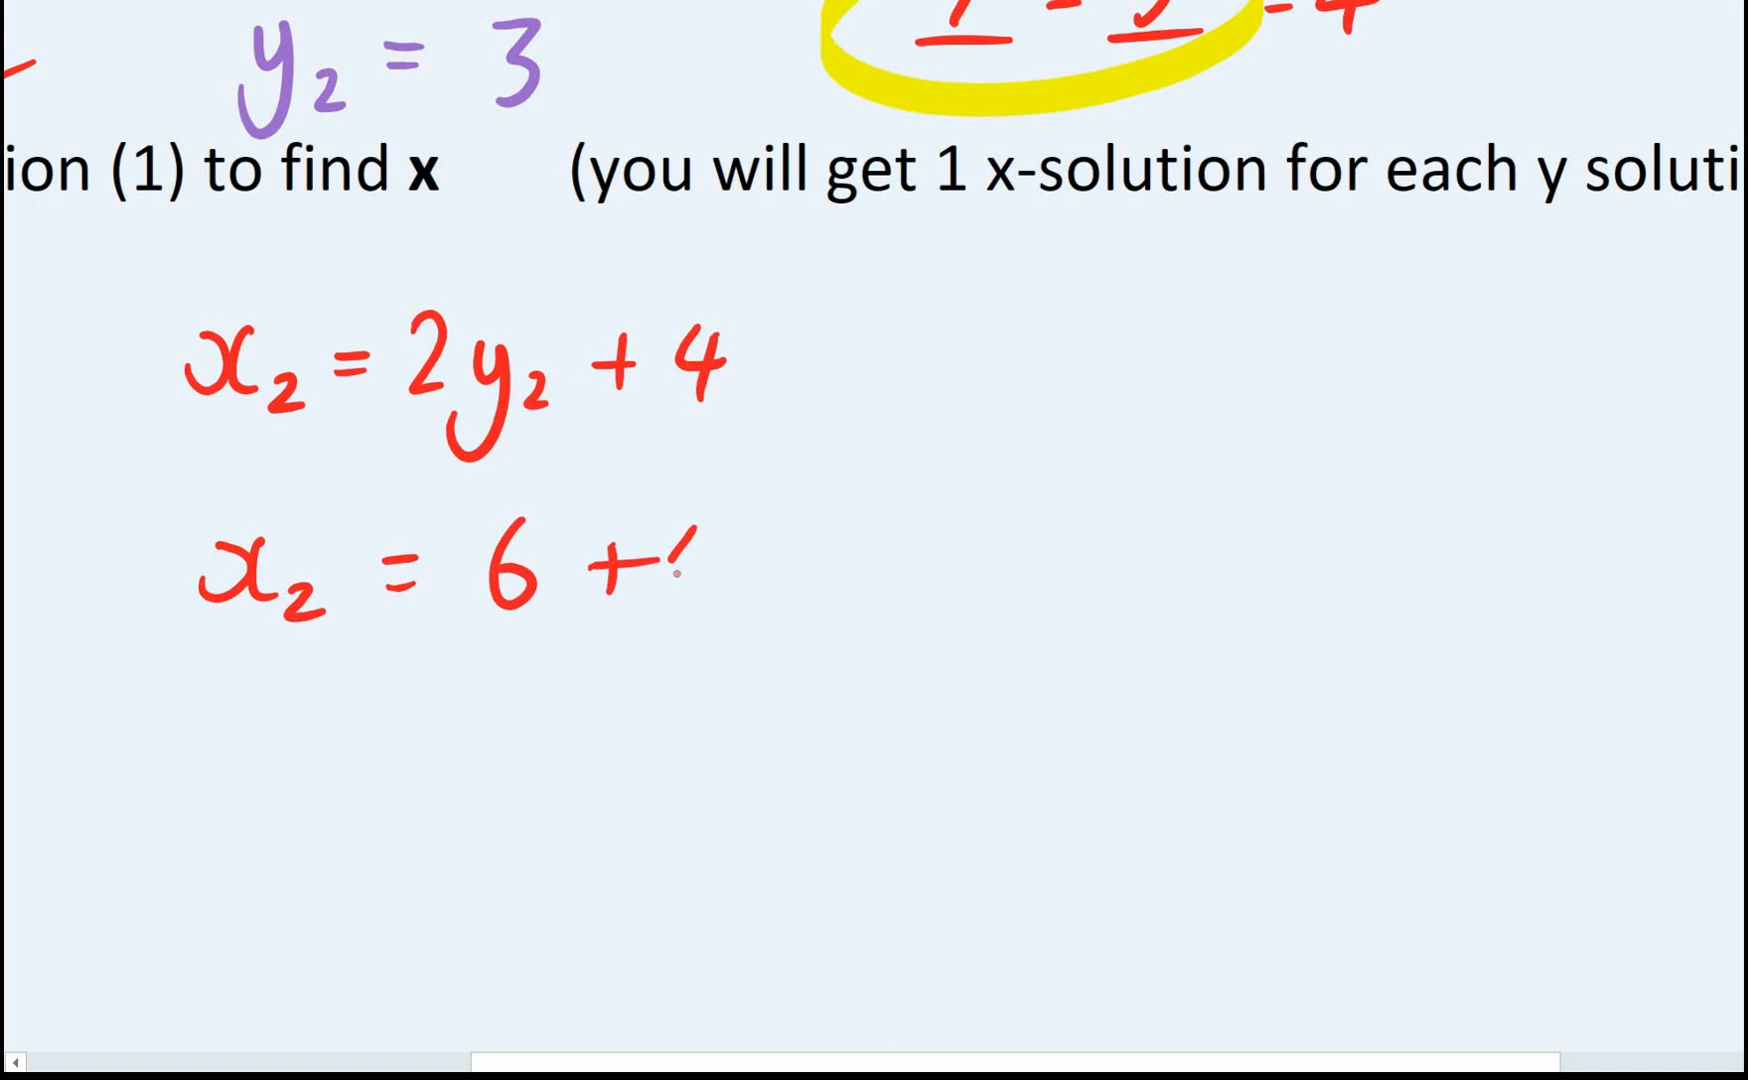 y₂ = 3
= 4
ion (1) to find x (you will get 1 x-solution for each y soluti
x₂ = 2y₂ + 4
x₂ = 6 +